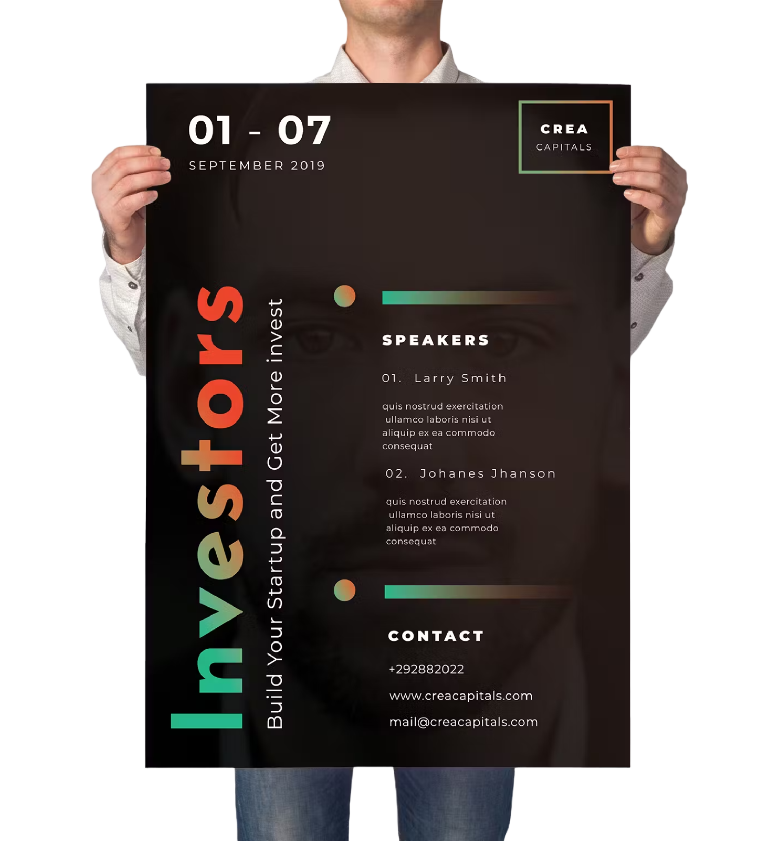 01 - 07
SEPTEMBER 2019
CREA
CAPITALS
Investors
Build Your Startup and Get More invest
SPEAKERS
01. Larry Smith
quis nostrud exercitation
ullamco laboris nisi ut
aliquip ex ea commodo
consequat
02. Johanes Jhanson
quis nostrud exercitation
ullamco laboris nisi ut
aliquip ex ea commodo
consequat
CONTACT
+292882022
www.creacapitals.com
mail@creacapitals.com